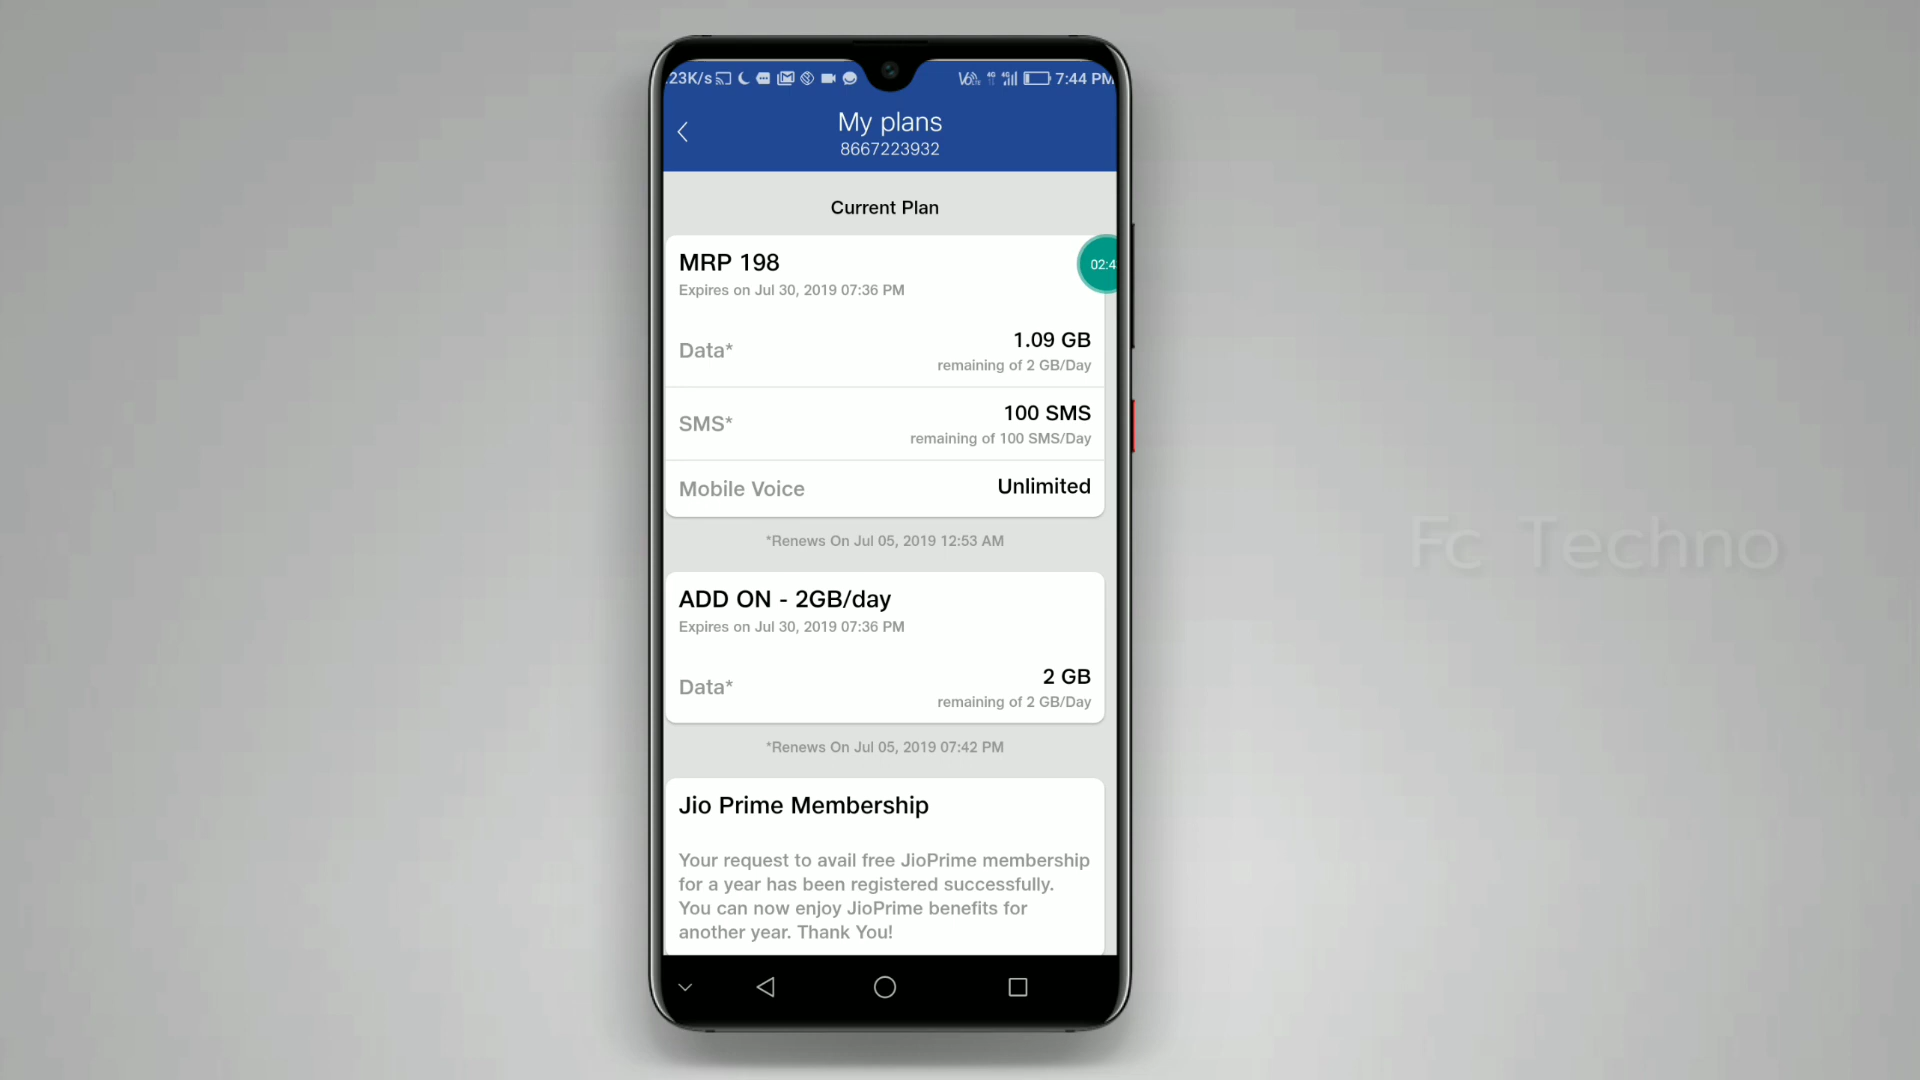 .23K/s 7:44 PM
My plans
8667223932
Current Plan
MRP 198
02:4
Expires on Jul 30, 2019 07:36 PM
1.09 GB
Data*
remaining of 2 GB/Day
100 SMS
SMS*
remaining of 100 SMS/Day
Mobile Voice Unlimited
*Renews On Jul 05, 2019 12:53 AM
Fc Techno
ADD ON - 2GB/day
Expires on Jul 30, 2019 07:36 PM
2 GB
Data*
remaining of 2 GB/Day
*Renews On Jul 05, 2019 07:42 PM
Jio Prime Membership
Your request to avail free JioPrime membership
for a year has been registered successfully.
You can now enjoy JioPrime benefits for
another year. Thank You!